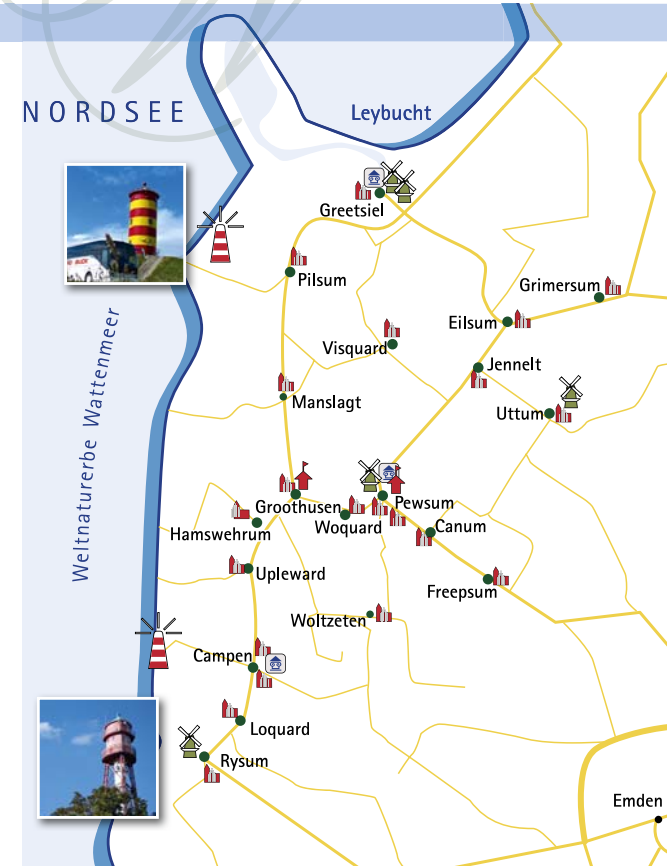 NORDSEE
Leybucht
Greetsiel
Pilsum
Grimersum
Eilsum
Visquard
Jennelt
Weltnaturerbe Wattenmeer
Manslagt
Uttum
Groothusen
Pewsum
Hamswehrum
Woquard
Canum
Upleward
Freepsum
Woltzeten
Campen
Loquard
Rysum
Emden